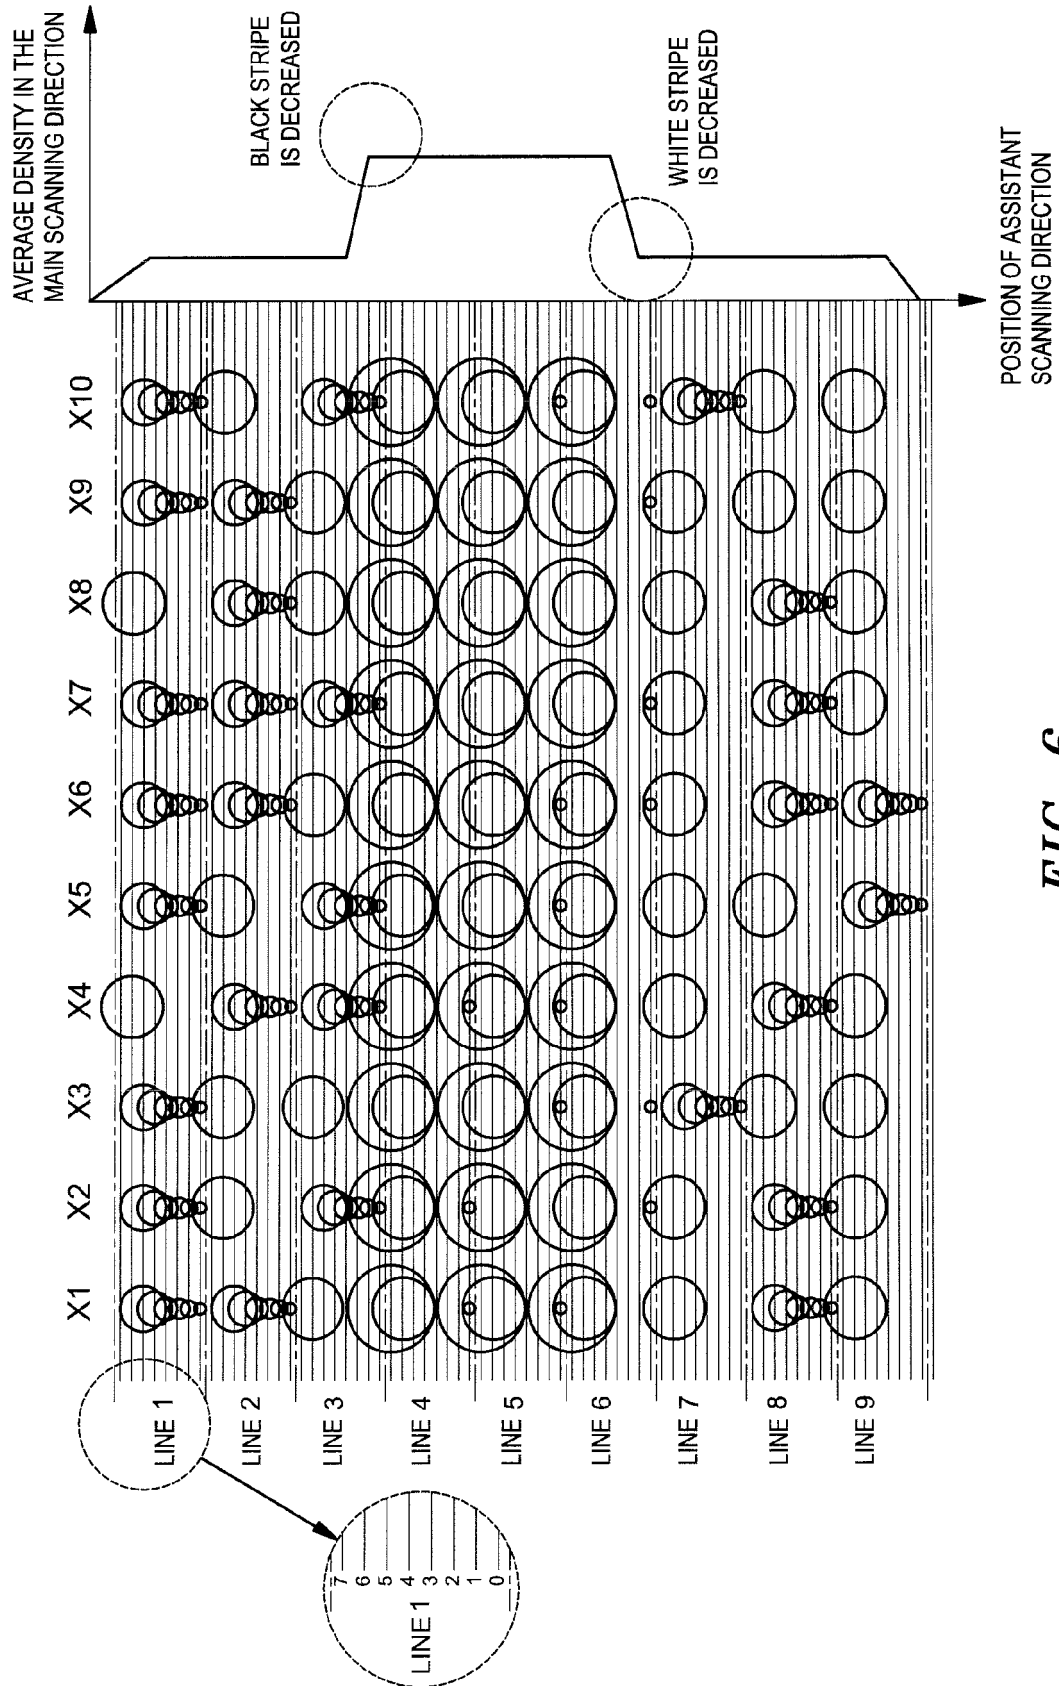 AVERAGE DENSITY IN THE
MAIN SCANNING DIRECTION
BLACK STRIPE
IS DECREASED
WHITE STRIPE
IS DECREASED
POSITION OF ASSISTANT
SCANNING DIRECTION
X1 X2 X3 X4 X5 X6 X7 X8 X9 X10
LINE 1
LINE 2
LINE 3
LINE 4
LINE 5
LINE 6
LINE 7
LINE 8
LINE 9
LINE 1
7
6
5
4
3
2
1
0
FIG. 6